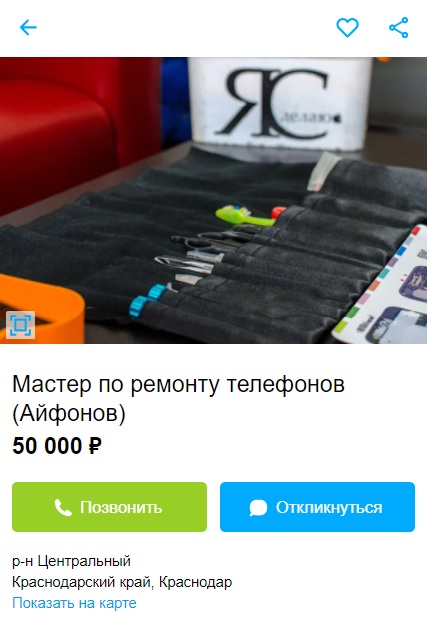 ЯС
делаю
Мастер по ремонту телефонов
(Айфонов)
50 000 ₽
Позвонить
Откликнуться
р-н Центральный
Краснодарский край, Краснодар
Показать на карте